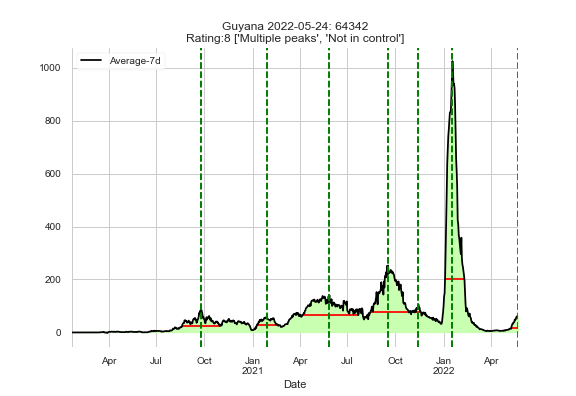 Guyana 2022-05-24: 64342
Rating:8 ['Multiple peaks', 'Not in control']
Average-7d
1000
800
600
400
200
0
Apr Jul Oct Jan Apr Jul Oct Jan Apr
2021 2022
Date